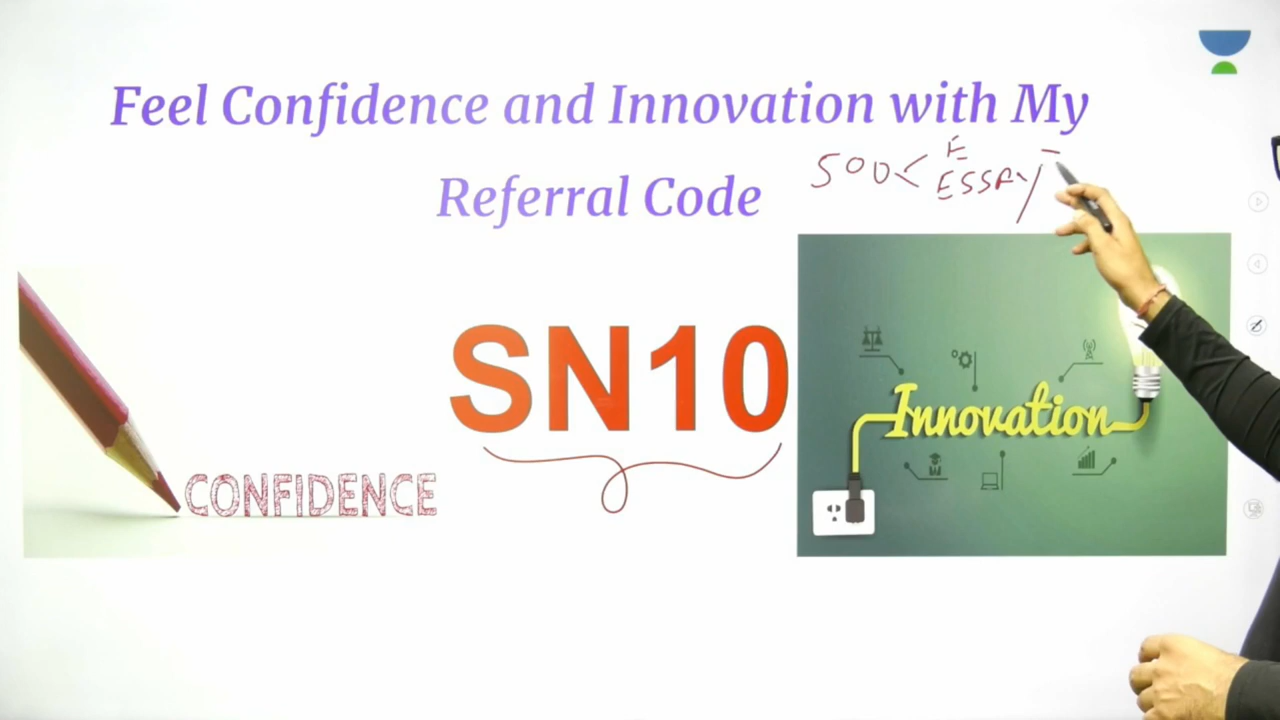 Feel Confidence and Innovation with My
Referral Code
500< E
ESSAY
SN10
CONFIDENCE
Innovation